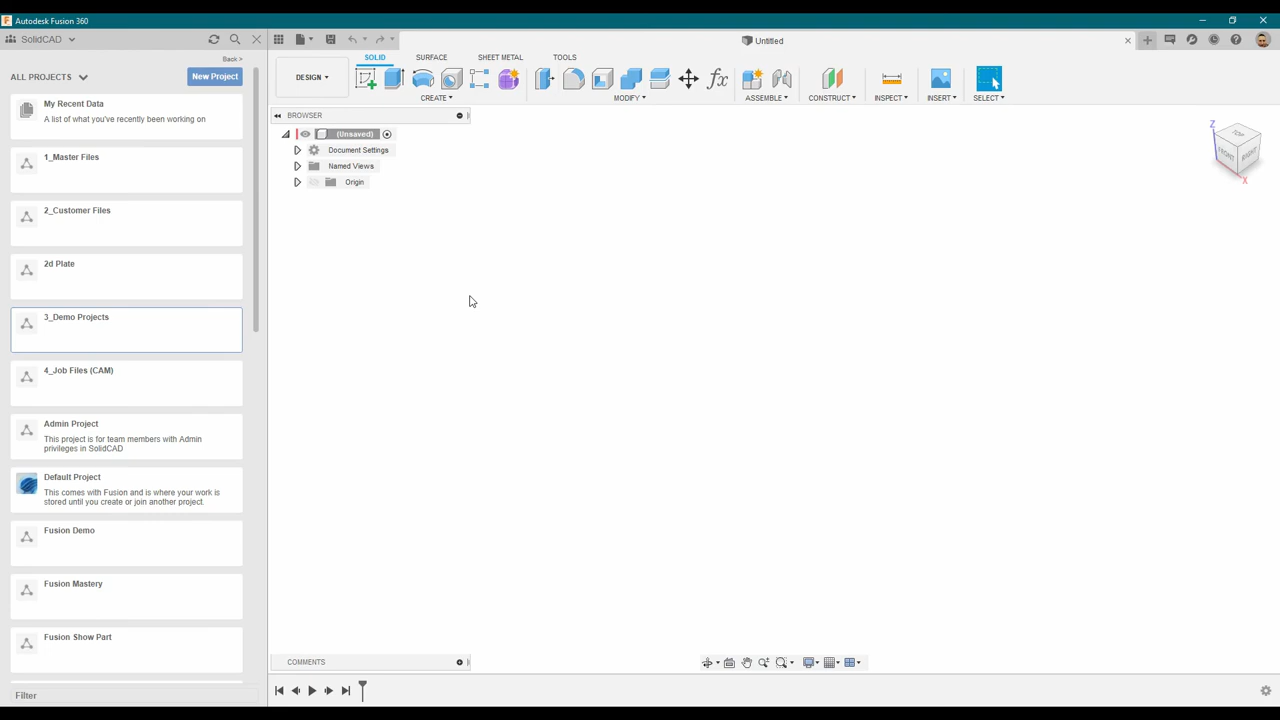 Autodesk Fusion 360
SolidCAD
Untitled
Back >
ALL PROJECTS
New Project
My Recent Data
A list of what you've recently been working on
1_Master Files
2_Customer Files
2d Plate
3_Demo Projects
4_Job Files (CAM)
Admin Project
This project is for team members with Admin
privileges in SolidCAD
Default Project
This comes with Fusion and is where your work is
stored until you create or join another project.
Fusion Demo
Fusion Mastery
Fusion Show Part
Filter
DESIGN
SOLID
SURFACE
SHEET METAL
TOOLS
CREATE
MODIFY
ASSEMBLE
CONSTRUCT
INSPECT
INSERT
SELECT
BROWSER
(Unsaved)
Document Settings
Named Views
Origin
Z
TOP
FRONT
RIGHT
X
COMMENTS